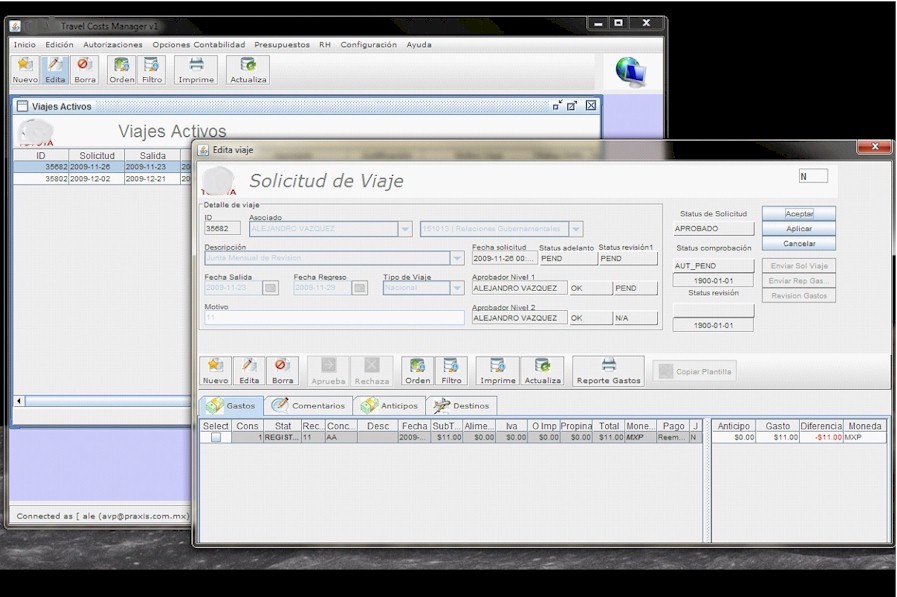 Travel Costs Manager v1
Inicio Edición Autorizaciones Opciones Contabilidad Presupuestos RH Configuración Ayuda
Nuevo Edita Borra Orden Filtro Imprime Actualiza
Viajes Activos
Viajes Activos
ID Solicitud Salida
35682 2009-11-26 2009-11-23 20
35802 2009-12-02 2009-12-21 20
Connected as [ ale (avp@praxis.com.mx)
Edita viaje
Solicitud de Viaje
N
Detalle de viaje
ID Asociado
35682 ALEJANDRO VAZQUEZ 151513 | Relaciones Gubernamentales
Descripción Fecha solicitud Status adelanto Status revisión1
Junta Mensual de Revisión 2009-11-26 00:... PEND PEND
Fecha Salida Fecha Regreso Tipo de Viaje Aprobador Nivel 1
2009-11-23 2009-11-29 Nacional ALEJANDRO VAZQUEZ OK PEND
Motivo Aprobador Nivel 2
11 ALEJANDRO VAZQUEZ OK N/A
Status de Solicitud
APROBADO
Status comprobación
AUT_PEND
1900-01-01
Status revisión
1900-01-01
Aceptar
Aplicar
Cancelar
Enviar Sol Viaje
Enviar Rep Gas...
Revision Gastos
Nuevo Edita Borra Aprueba Rechaza Orden Filtro Imprime Actualiza Reporte Gastos Copiar Plantilla
Gastos Comentarios Anticipos Destinos
Select Cons Stat Rec... Conc... Desc Fecha SubT... Alime... Iva O Imp Propina Total Mone... Pago J
1 REGIST... 11 AA 2009-... $11.00 $0.00 $0.00 $0.00 $0.00 $11.00 MXP Reem... N
Anticipo Gasto Diferencia Moneda
$0.00 $11.00 -$11.00 MXP